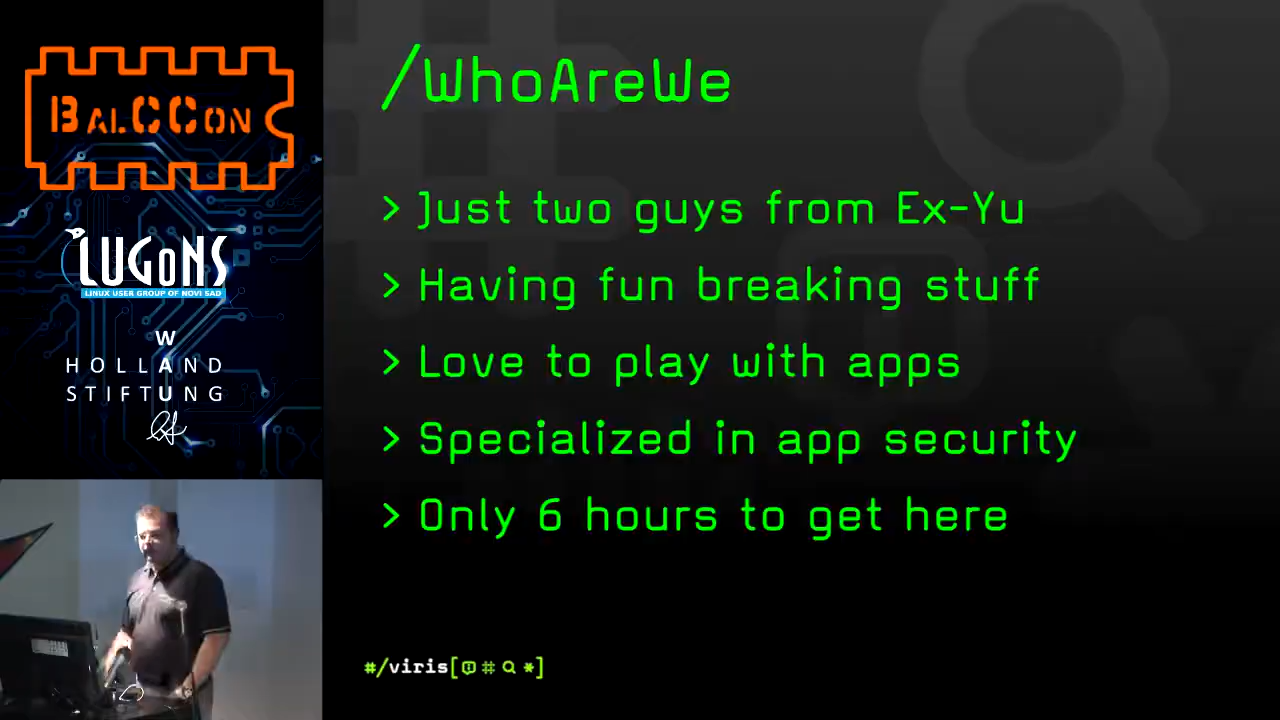 BALCCON
LUGoNS
LINUX USER GROUP OF NOVI SAD
W
HOLLAND
STIFTUNG
/WhoAreWe
> Just two guys from Ex-Yu
> Having fun breaking stuff
> Love to play with apps
> Specialized in app security
> Only 6 hours to get here
#/viris[ # *]